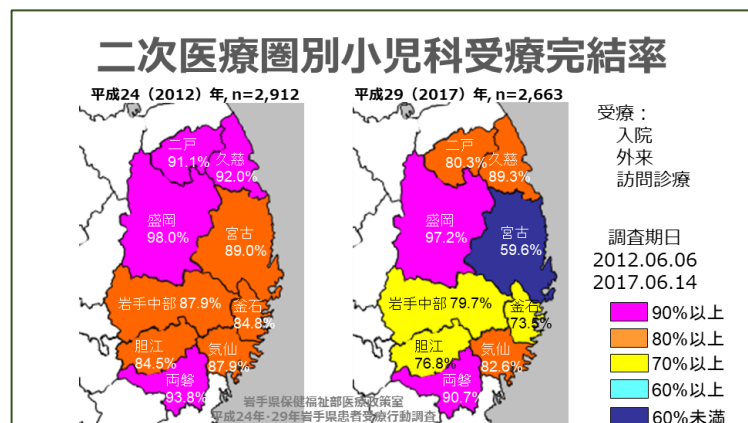 二次医療圏別小児科受療完結率
平成24（2012）年, n=2,912
平成29（2017）年, n=2,663
二戸
91.1%
久慈
92.0%
盛岡
98.0%
宮古
89.0%
岩手中部 87.9%
釜石
84.8%
胆江
84.5%
気仙
87.9%
両磐
93.8%
二戸
80.3%
久慈
89.3%
盛岡
97.2%
宮古
59.6%
岩手中部 79.7%
釜石
73.5%
胆江
76.8%
気仙
82.6%
両磐
90.7%
受療：
入院
外来
訪問診療
調査期日
2012.06.06
2017.06.14
90%以上
80%以上
70%以上
60%以上
60%未満
岩手県保健福祉部医療政策室
平成24年･29年岩手県患者受療行動調査